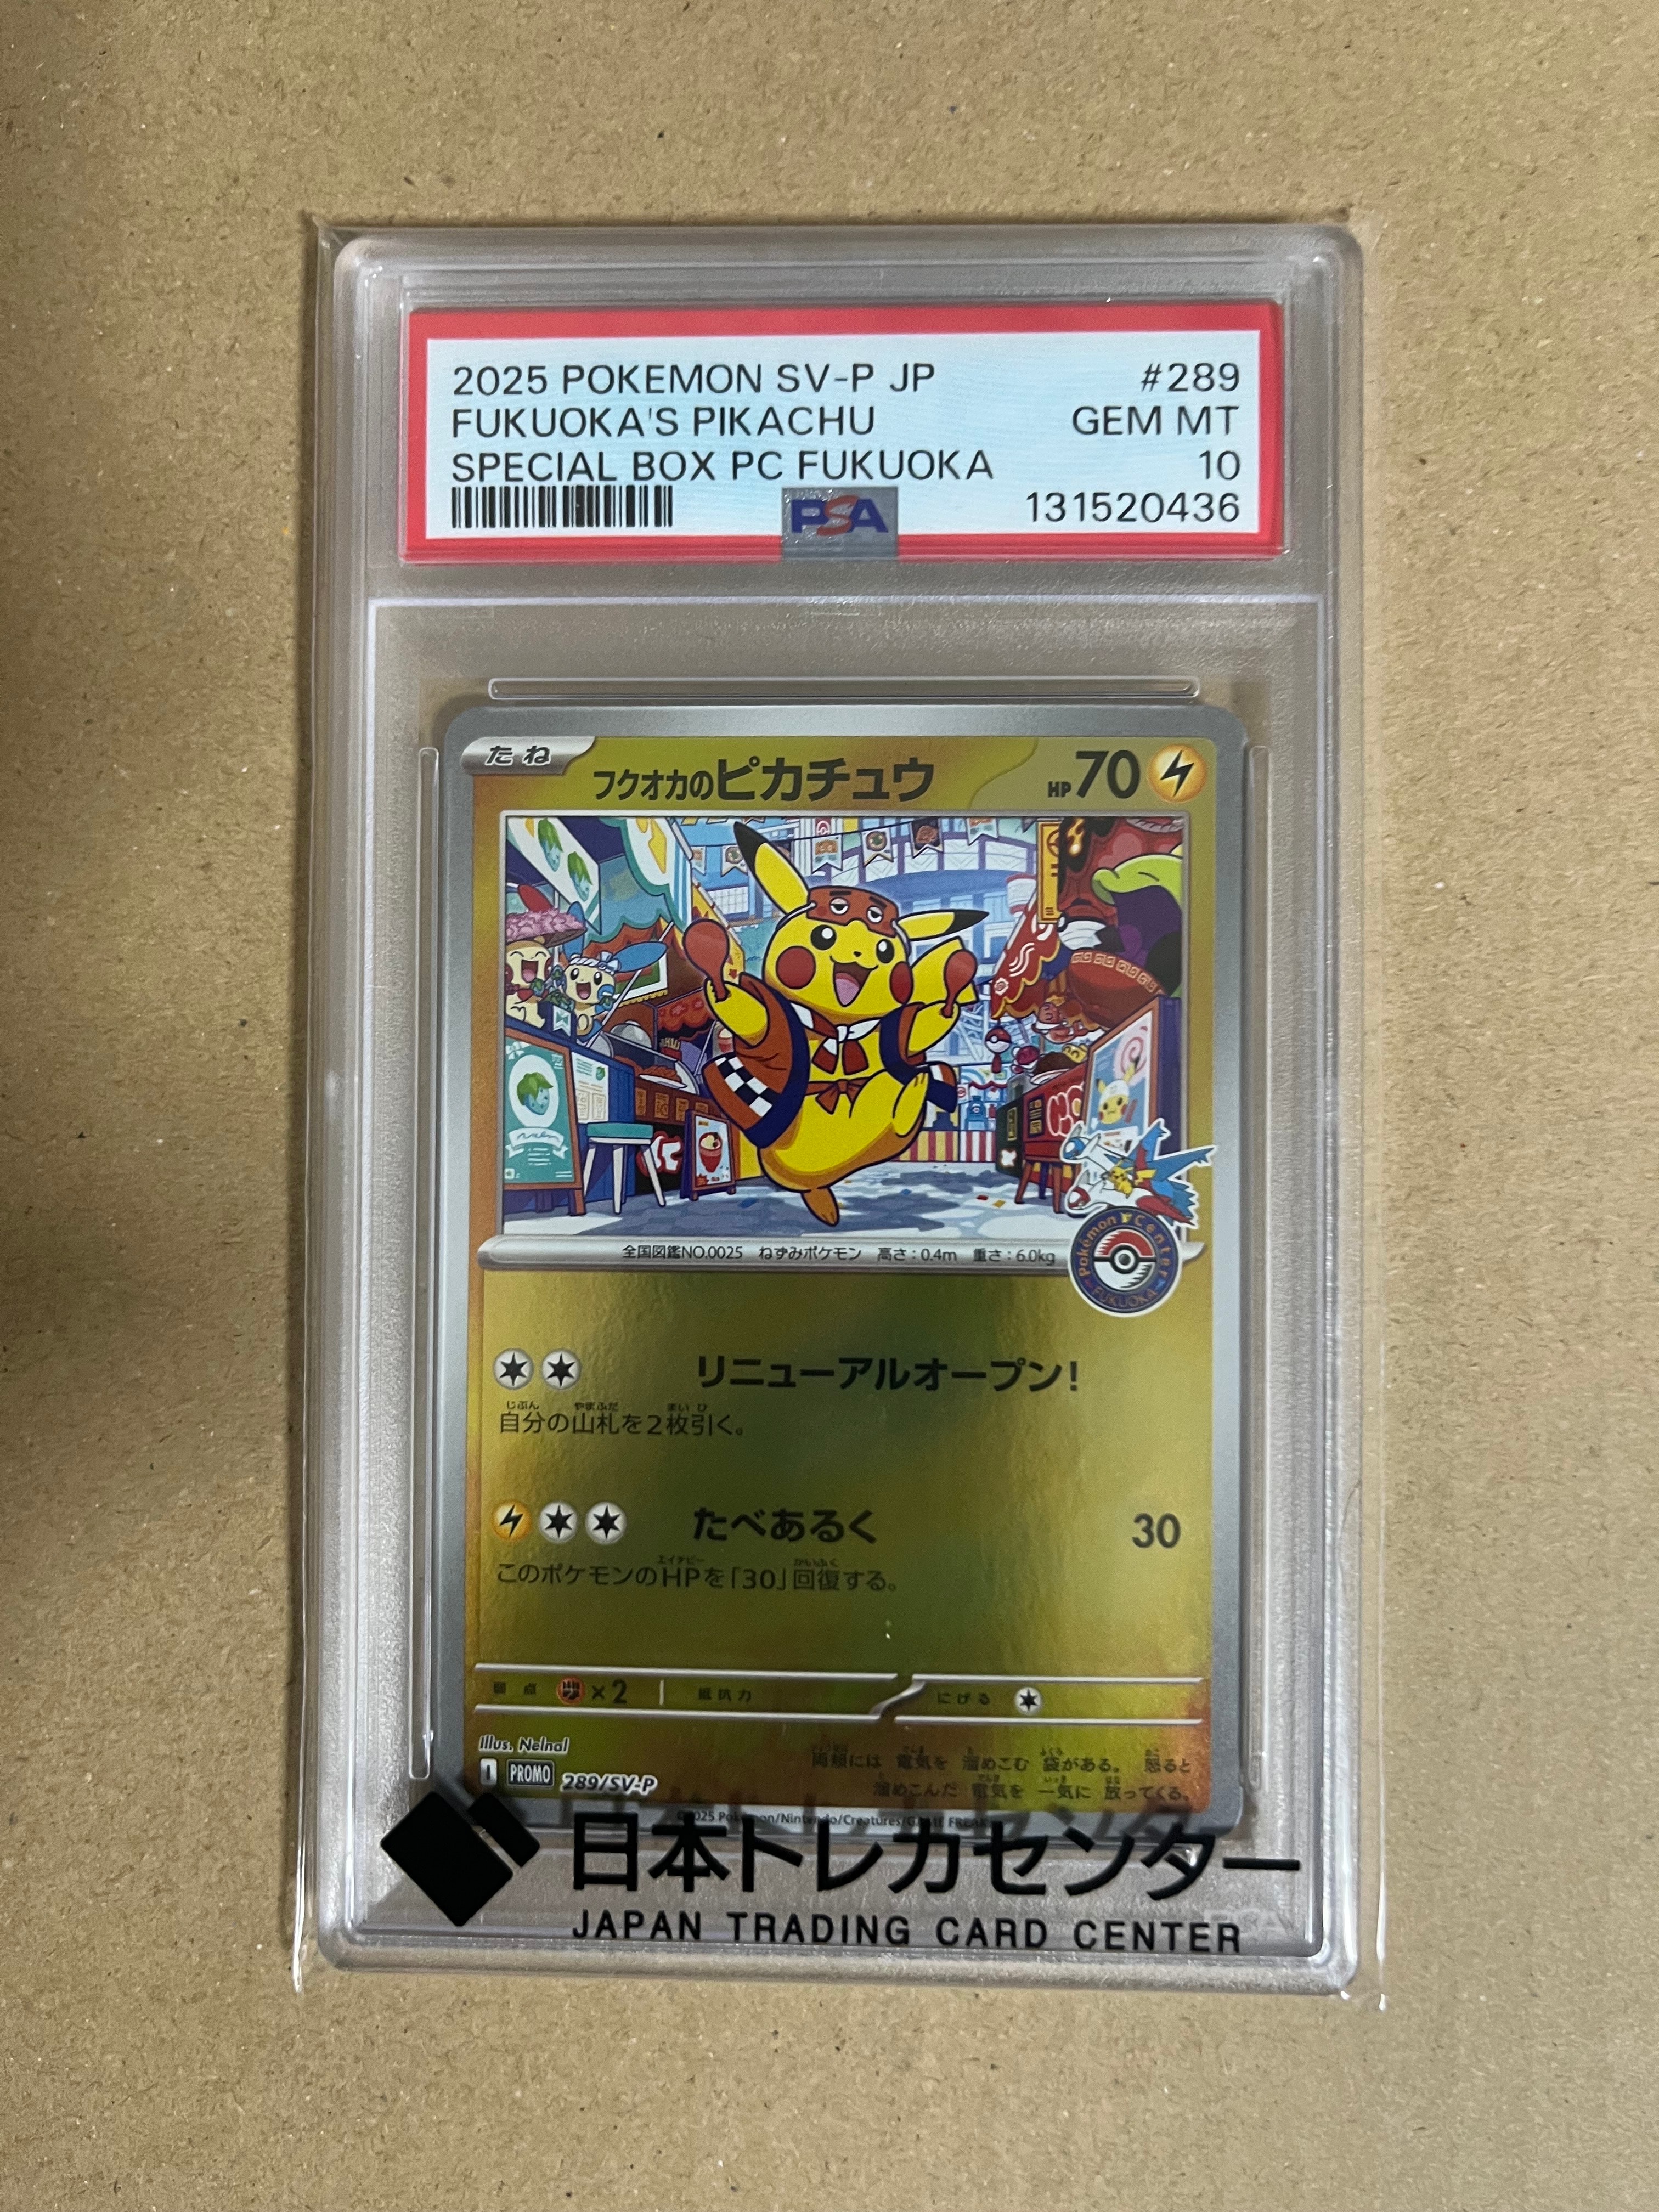 2025 POKEMON SV-P JP #289
FUKUOKA'S PIKACHU GEM MT
SPECIAL BOX PC FUKUOKA 10
PSA 131520436
たね フクオカのピカチュウ HP70
全国図鑑NO.0025 ねずみポケモン 高さ:0.4m 重さ:6.0kg
Pokémon Center
FUKUOKA
リニューアルオープン!
自分の山札を2枚引く。
たべあるく 30
このポケモンのHPを「30」回復する。
弱点 ×2 抵抗力 にげる
Illus. Nelnal
I PROMO 289/SV-P
両頬には 電気を 溜めこむ 袋がある。 怒ると
溜めこんだ 電気を 一気に 放ってくる。
©2025 Pokémon/Nintendo/Creatures/GAME FREAK
日本トレカセンター
JAPAN TRADING CARD CENTER